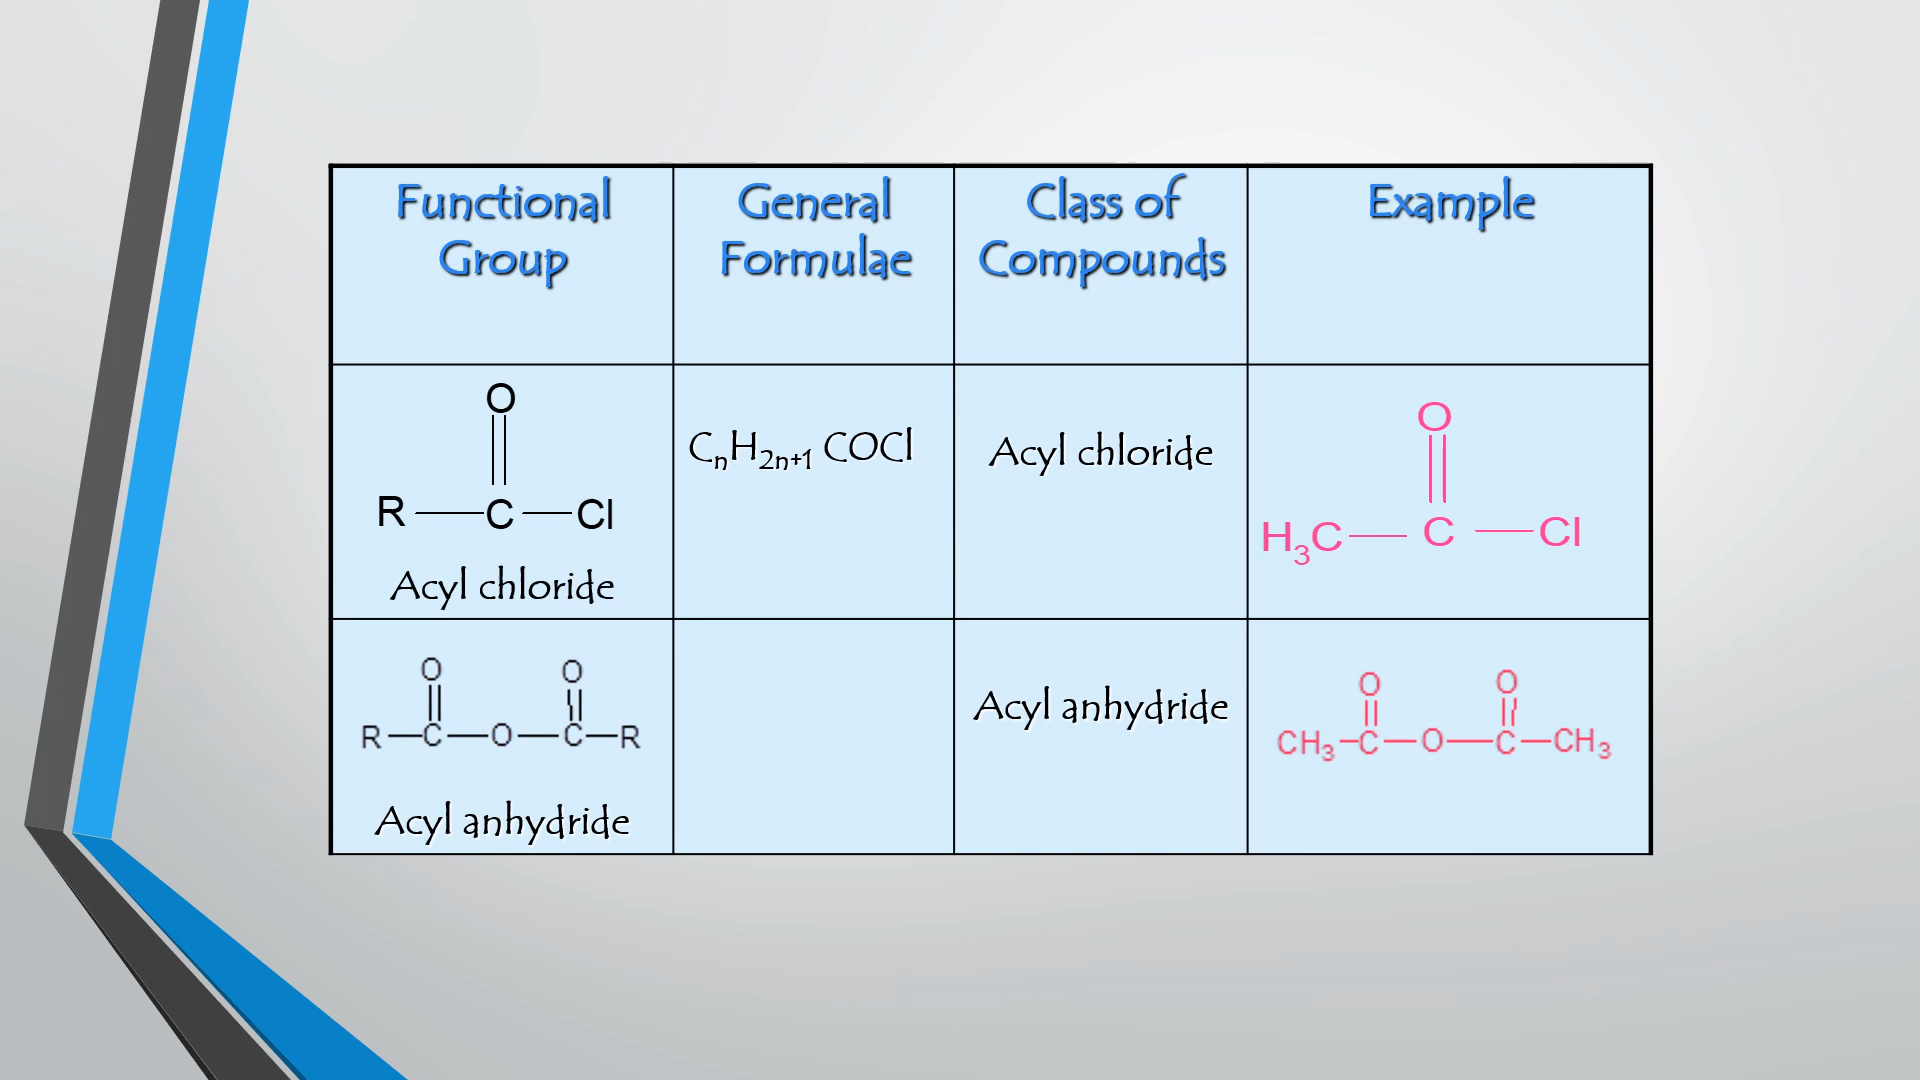 Functional
Group
General
Formulae
Class of
Compounds
Example
O
R C Cl
Acyl chloride
CnH2n+1 COCl
Acyl chloride
O
H3C C Cl
O O
R C O C R
Acyl anhydride
Acyl anhydride
O O
CH3 C O C CH3